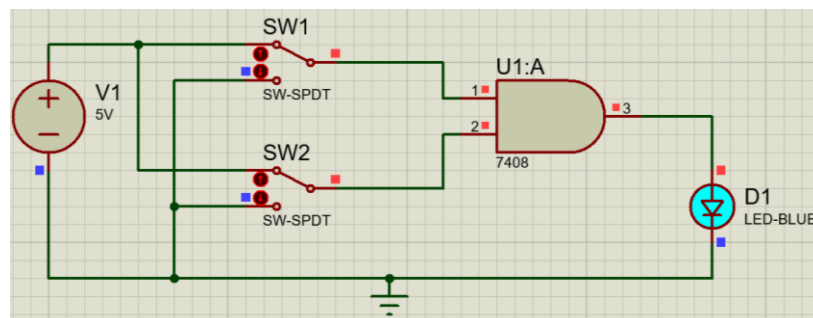 SW1
SW-SPDT
V1
5V
U1:A
1
2
3
7408
SW2
SW-SPDT
D1
LED-BLUE